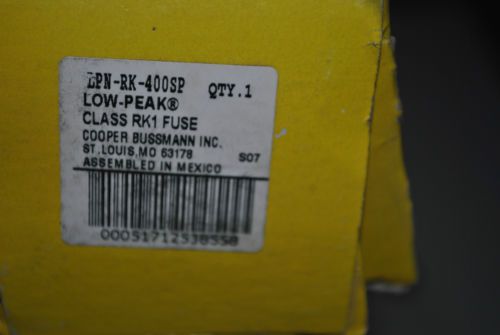 LPN-RK-400SP QTY.1
LOW-PEAK®
CLASS RK1 FUSE
COOPER BUSSMANN INC.
ST. LOUIS, MO 63178 S07
ASSEMBLED IN MEXICO